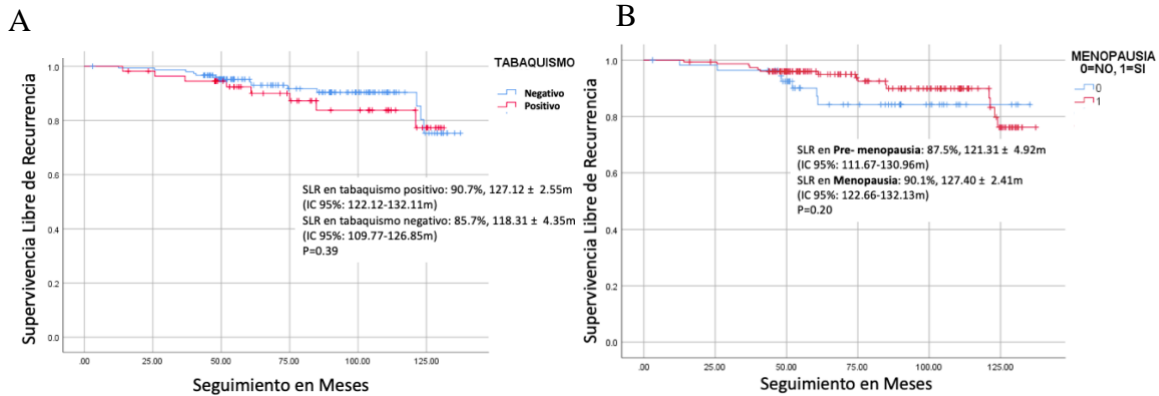 A
Supervivencia Libre de Recurrencia
1.0
0.8
0.6
0.4
0.2
0.0
.00 25.00 50.00 75.00 100.00 125.00
Seguimiento en Meses
TABAQUISMO
Negativo
Positivo
SLR en tabaquismo positivo: 90.7%, 127.12 ± 2.55m
(IC 95%: 122.12-132.11m)
SLR en tabaquismo negativo: 85.7%, 118.31 ± 4.35m
(IC 95%: 109.77-126.85m)
P=0.39
B
Supervivencia Libre de Recurrencia
1.0
0.8
0.6
0.4
0.2
0.0
.00 25.00 50.00 75.00 100.00 125.00
Seguimiento en Meses
MENOPAUSIA
0=NO, 1=SI
0
1
SLR en Pre- menopausia: 87.5%, 121.31 ± 4.92m
(IC 95%: 111.67-130.96m)
SLR en Menopausia: 90.1%, 127.40 ± 2.41m
(IC 95%: 122.66-132.13m)
P=0.20